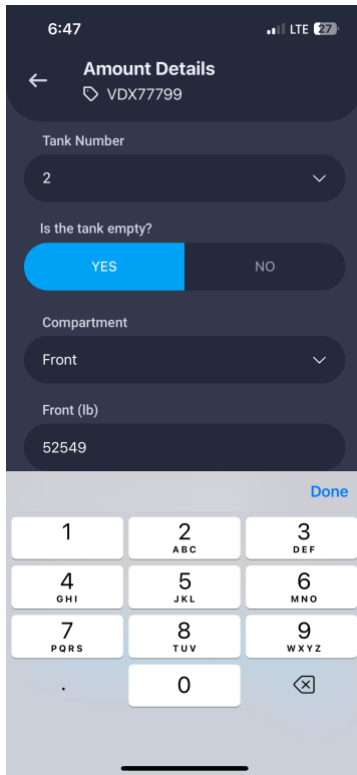 6:47
LTE 27
Amount Details
VDX77799
Tank Number
2
Is the tank empty?
YES NO
Compartment
Front
Front (lb)
52549
Done
1 2 3
ABC DEF
4 5 6
GHI JKL MNO
7 8 9
PQRS TUV WXYZ
. 0